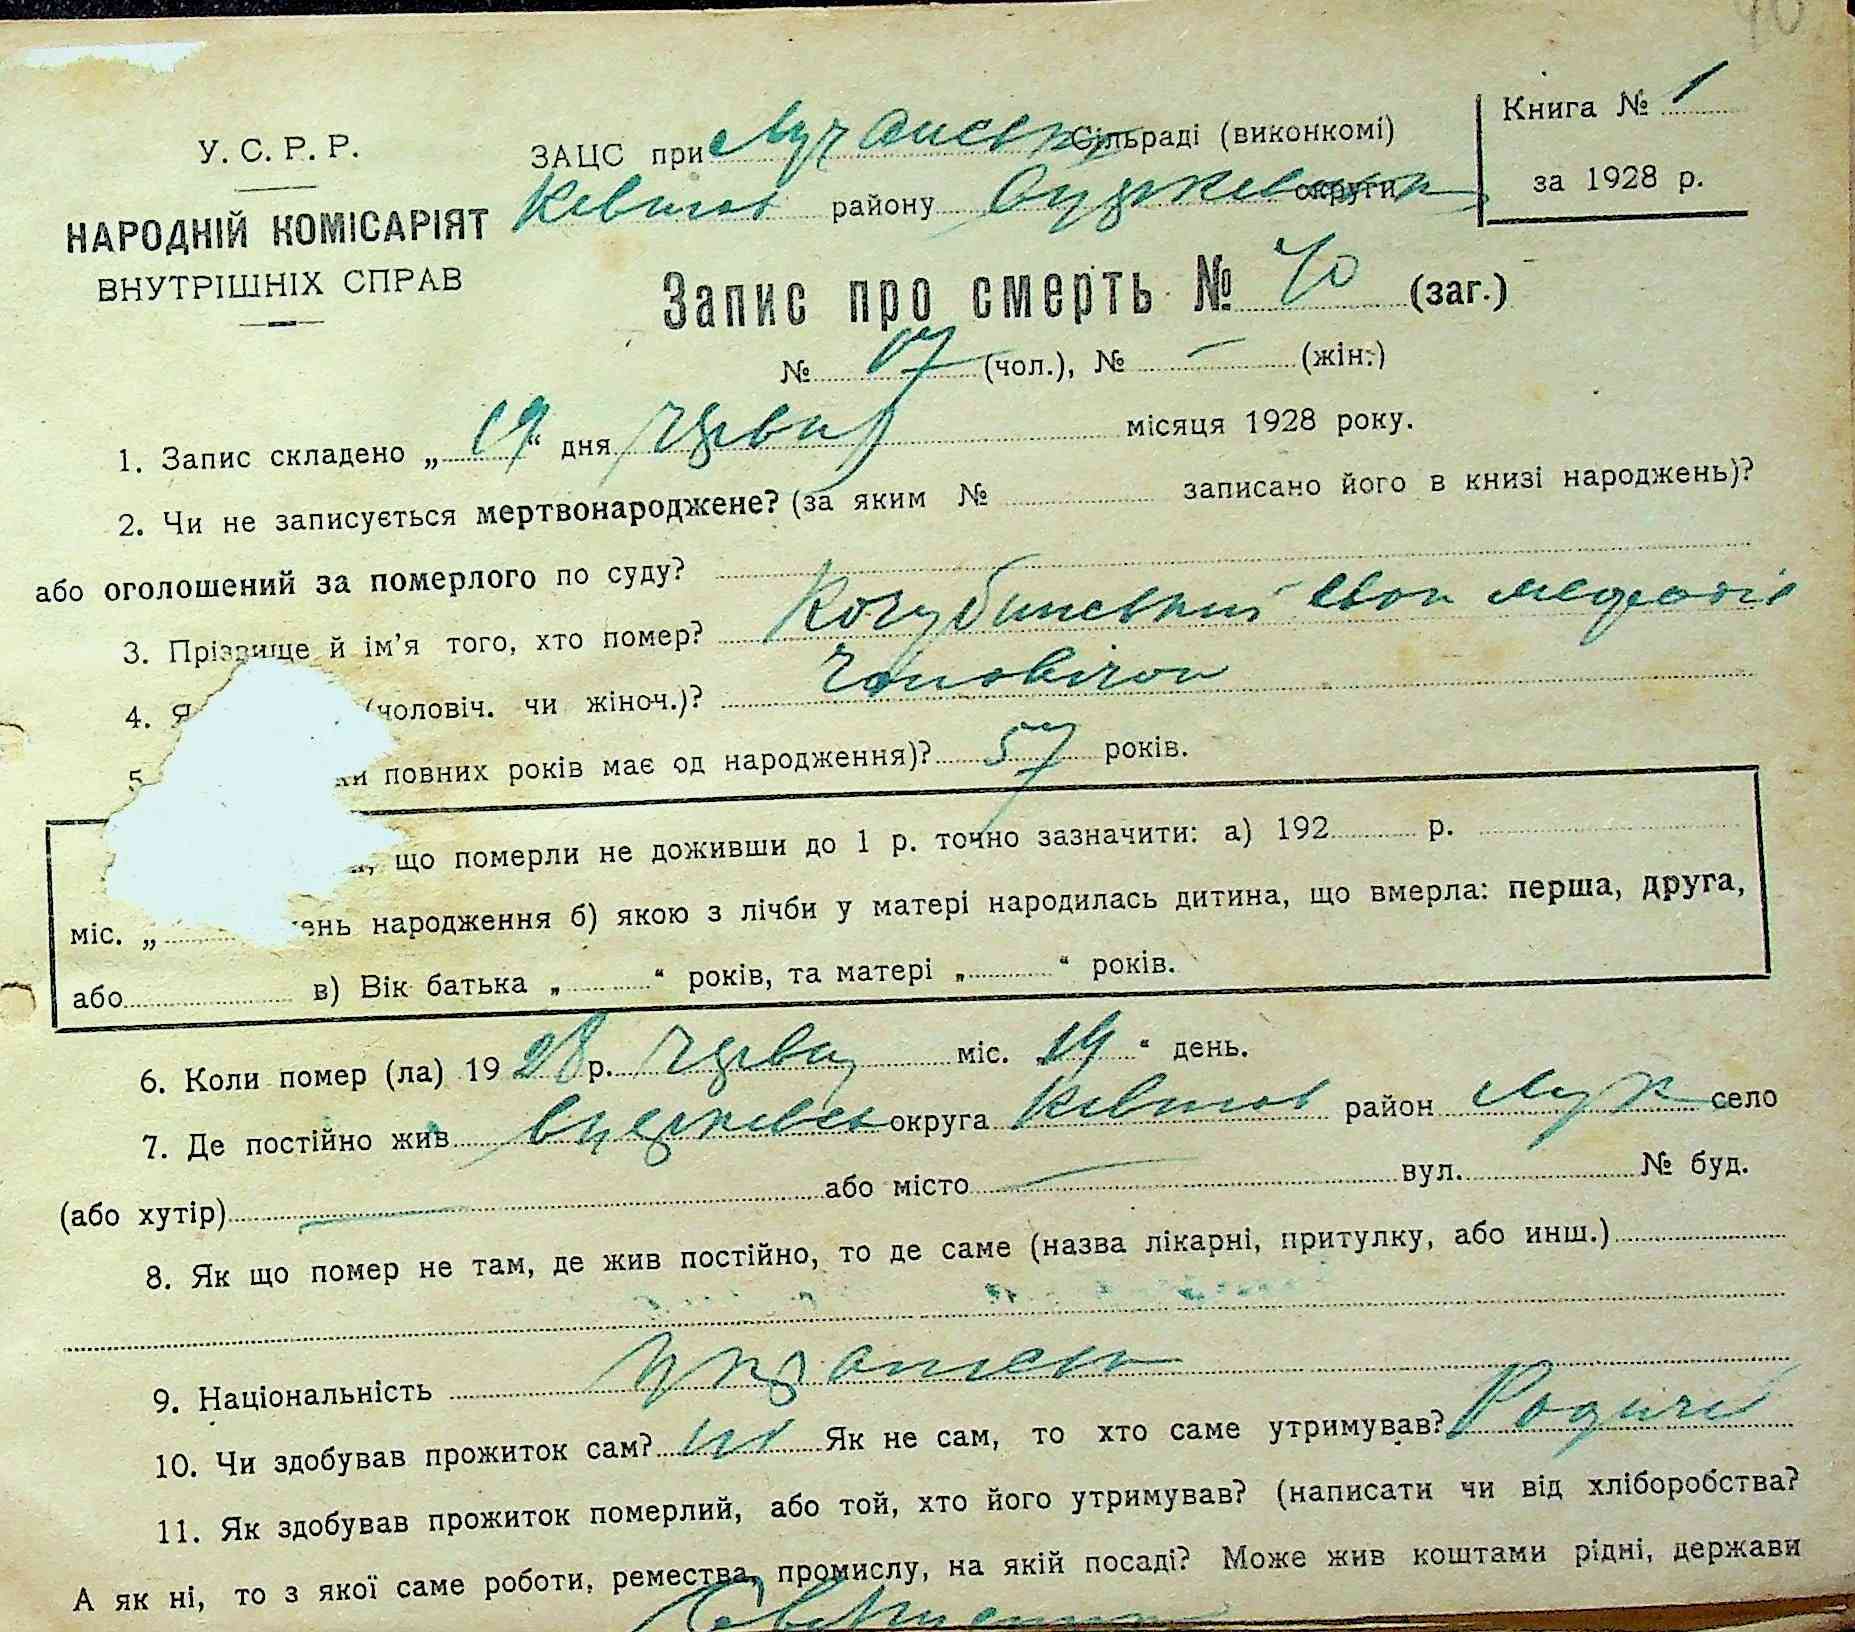 У. С. Р. Р.
НАРОДНІЙ КОМІСАРІЯТ
ВНУТРІШНІХ СПРАВ
ЗАЦС при Лучанськ Сільраді (виконкомі)
району округи
Книга № 1
за 1928 р.
Запис про смерть № 40 (заг.)
№ 17 (чол.), № — (жін.)
1. Запис складено „19“ дня червня місяця 1928 року.
2. Чи не записується мертвонароджене? (за яким № записано його в книзі народжень)?
або оголошений за померлого по суду?
3. Прізвище й ім'я того, хто помер? Коцубинський
4. Я (чоловіч. чи жіноч.)? Чоловічої
5 ки повних років має од народження)? 57 років.
, що померли не доживши до 1 р. точно зазначити: а) 192 р.
міс. „ ень народження б) якою з лічби у матері народилась дитина, що вмерла: перша, друга,
або в) Вік батька „ “ років, та матері „ “ років.
6. Коли помер (ла) 1928 р. червня міс. „19“ день.
7. Де постійно жив округа район Лук село
(або хутір) — або місто — вул. № буд.
8. Як що помер не там, де жив постійно, то де саме (назва лікарні, притулку, або инш.)
9. Національність
10. Чи здобував прожиток сам? ні Як не сам, то хто саме утримував? Родичі
11. Як здобував прожиток померлий, або той, хто його утримував? (написати чи від хліборобства?
А як ні, то з якої саме роботи, ремества, промислу, на якій посаді? Може жив коштами рідні, держави